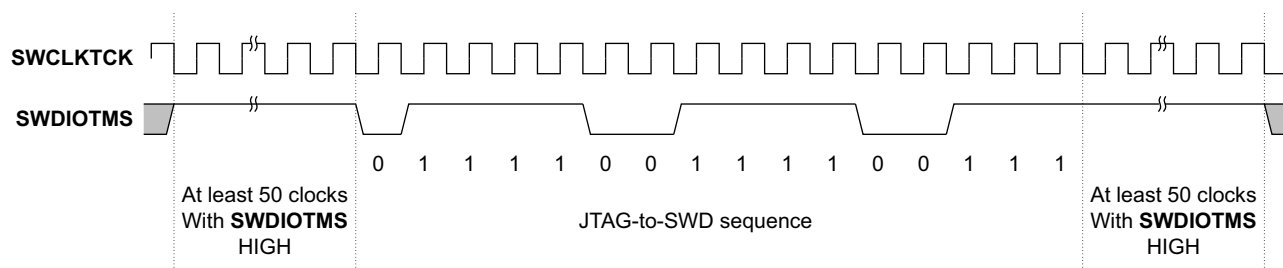 SWCLKTCK
SWDIOTMS
0 1 1 1 1 0 0 1 1 1 1 0 0 1 1 1
At least 50 clocks
With SWDIOTMS
HIGH
JTAG-to-SWD sequence
At least 50 clocks
With SWDIOTMS
HIGH